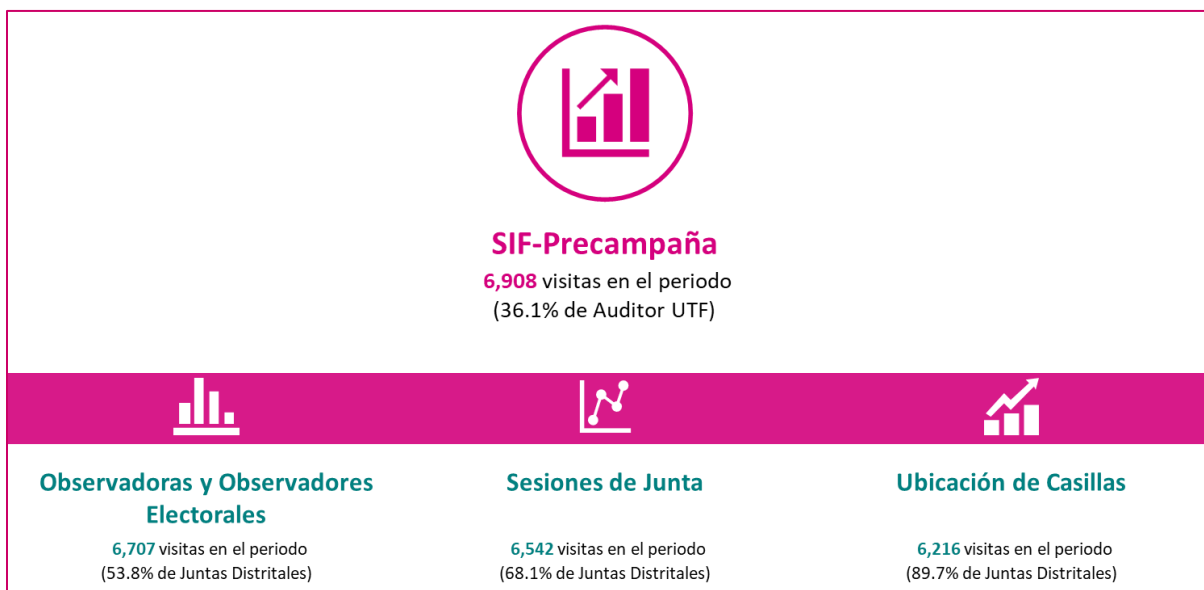 SIF-Precampaña
6,908 visitas en el periodo
(36.1% de Auditor UTF)
Observadoras y Observadores
Electorales
6,707 visitas en el periodo
(53.8% de Juntas Distritales)
Sesiones de Junta
6,542 visitas en el periodo
(68.1% de Juntas Distritales)
Ubicación de Casillas
6,216 visitas en el periodo
(89.7% de Juntas Distritales)